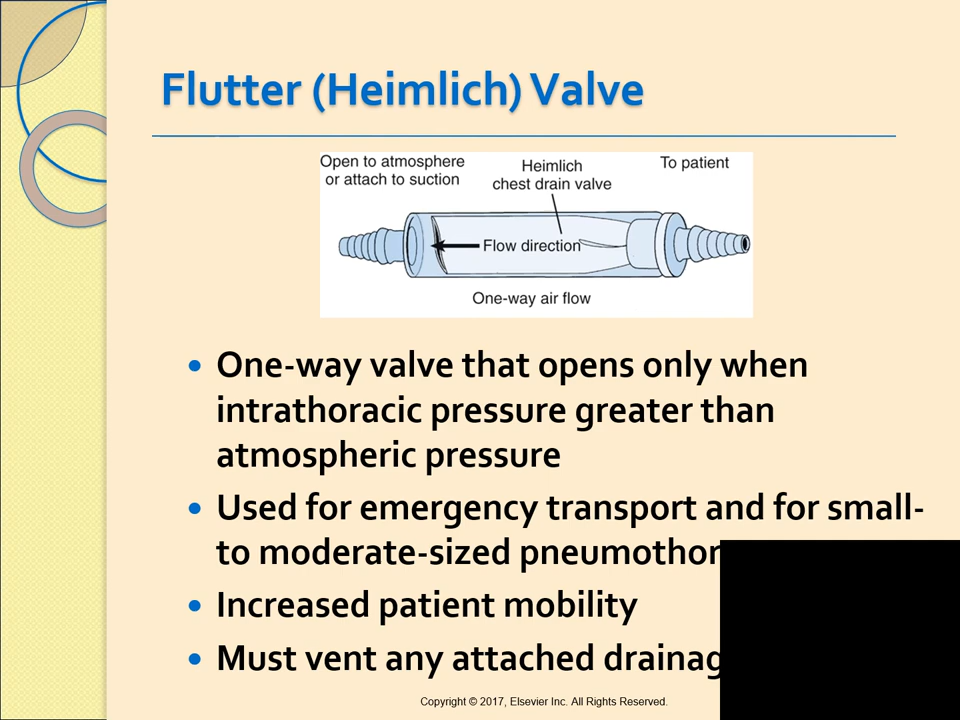 Flutter (Heimlich) Valve
Open to atmosphere
or attach to suction
Heimlich
chest drain valve
To patient
Flow direction
One-way air flow
• One-way valve that opens only when
intrathoracic pressure greater than
atmospheric pressure
• Used for emergency transport and for small-
to moderate-sized
• Increased patient mobility
• Must vent any attached
Copyright © 2017, Elsevier Inc. All Rights Reserved.